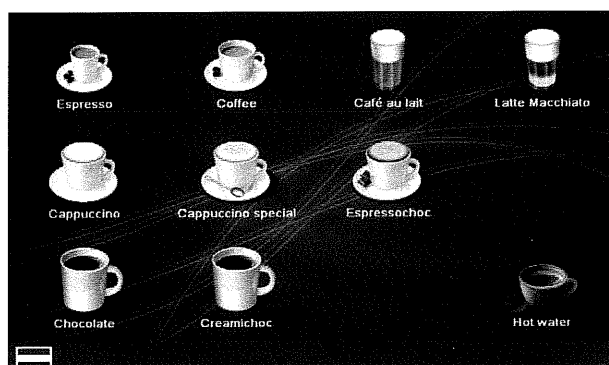 Espresso
Coffee
Café au lait
Latte Macchiato
Cappuccino
Cappuccino special
Espressochoc
Chocolate
Creamichoc
Hot water